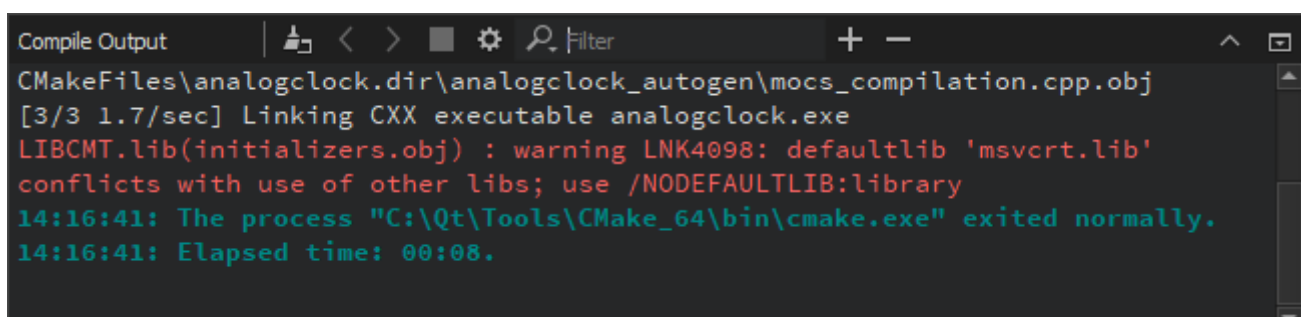 Compile Output Filter
CMakeFiles\analogclock.dir\analogclock_autogen\mocs_compilation.cpp.obj
[3/3 1.7/sec] Linking CXX executable analogclock.exe
LIBCMT.lib(initializers.obj) : warning LNK4098: defaultlib 'msvcrt.lib'
conflicts with use of other libs; use /NODEFAULTLIB:library
14:16:41: The process "C:\Qt\Tools\CMake_64\bin\cmake.exe" exited normally.
14:16:41: Elapsed time: 00:08.